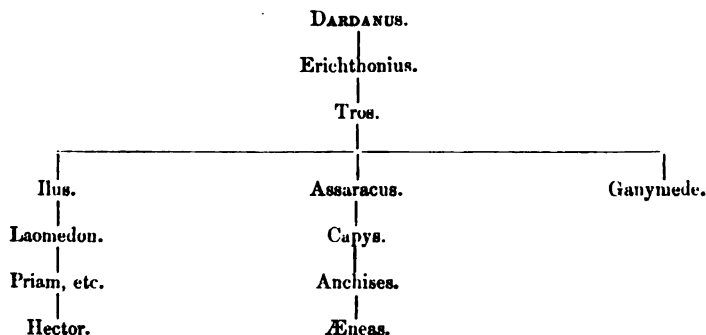 DARDANUS.
Erichthonius.
Tros.
Ilus. Assaracus. Ganymede.
Laomedon. Capys.
Priam, etc. Anchises.
Hector. Æneas.